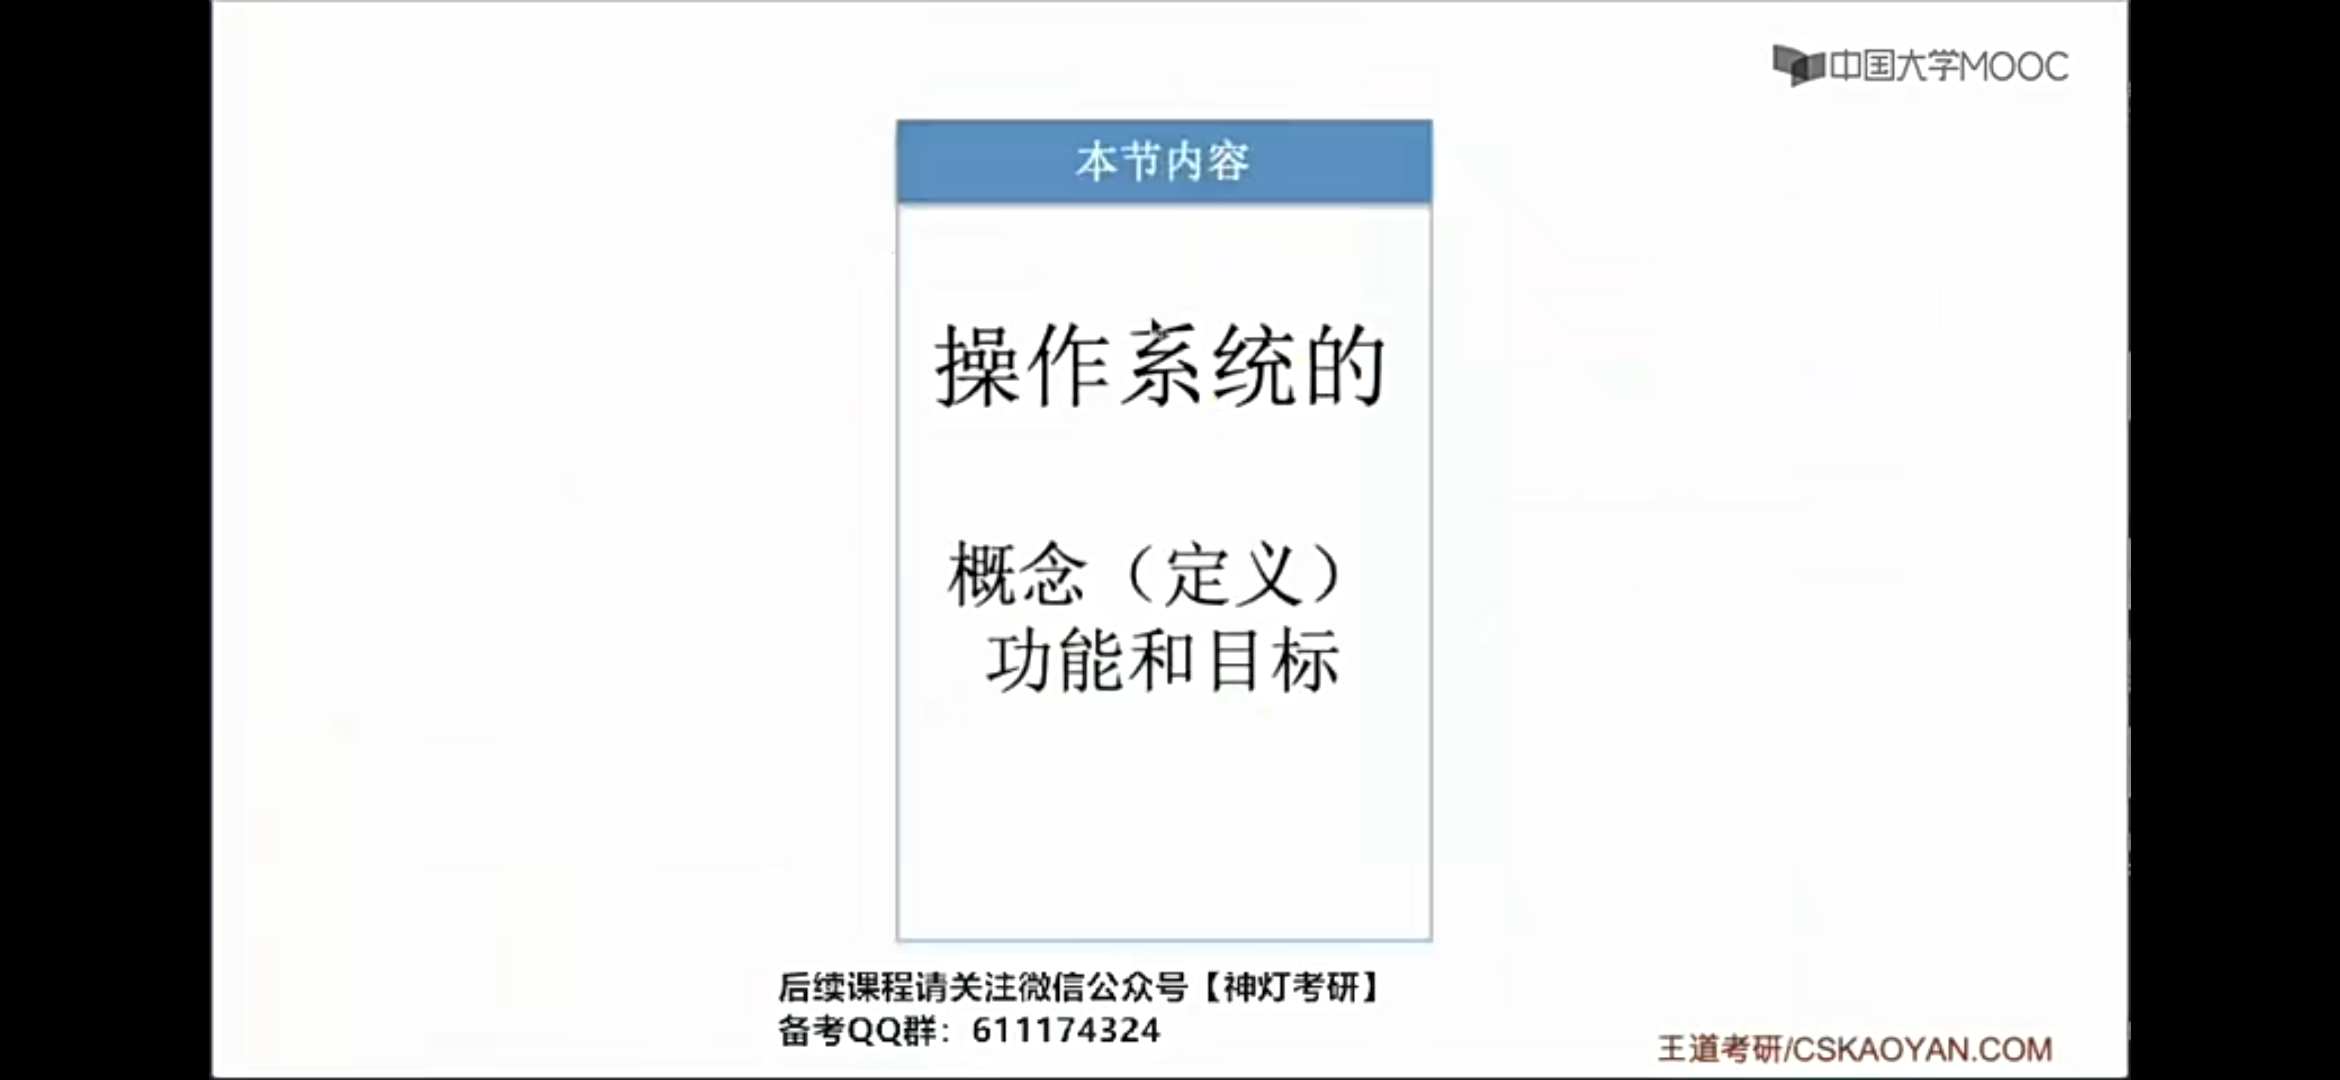 中国大学MOOC
本节内容
操作系统的
概念（定义）
功能和目标
后续课程请关注微信公众号【神灯考研】
备考QQ群：611174324
王道考研/CSKAOYAN.COM